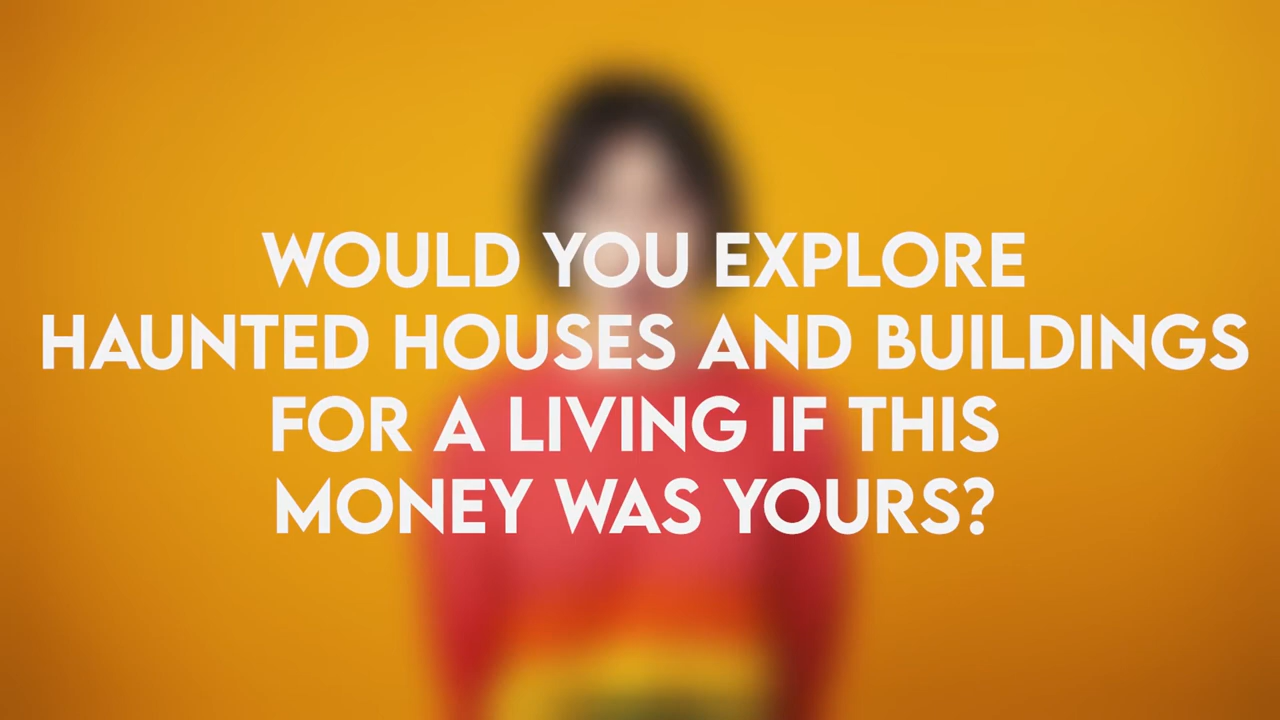 WOULD YOU EXPLORE
HAUNTED HOUSES AND BUILDINGS
FOR A LIVING IF THIS
MONEY WAS YOURS?